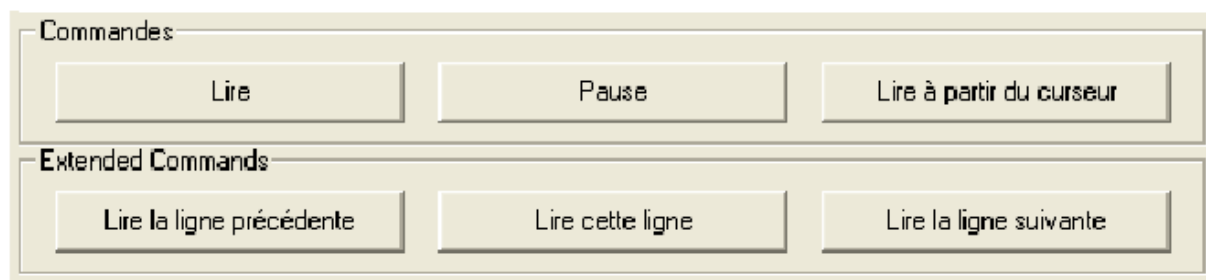 Commandes
Lire Pause Lire à partir du curseur
Extended Commands
Lire la ligne précédente Lire cette ligne Lire la ligne suivante